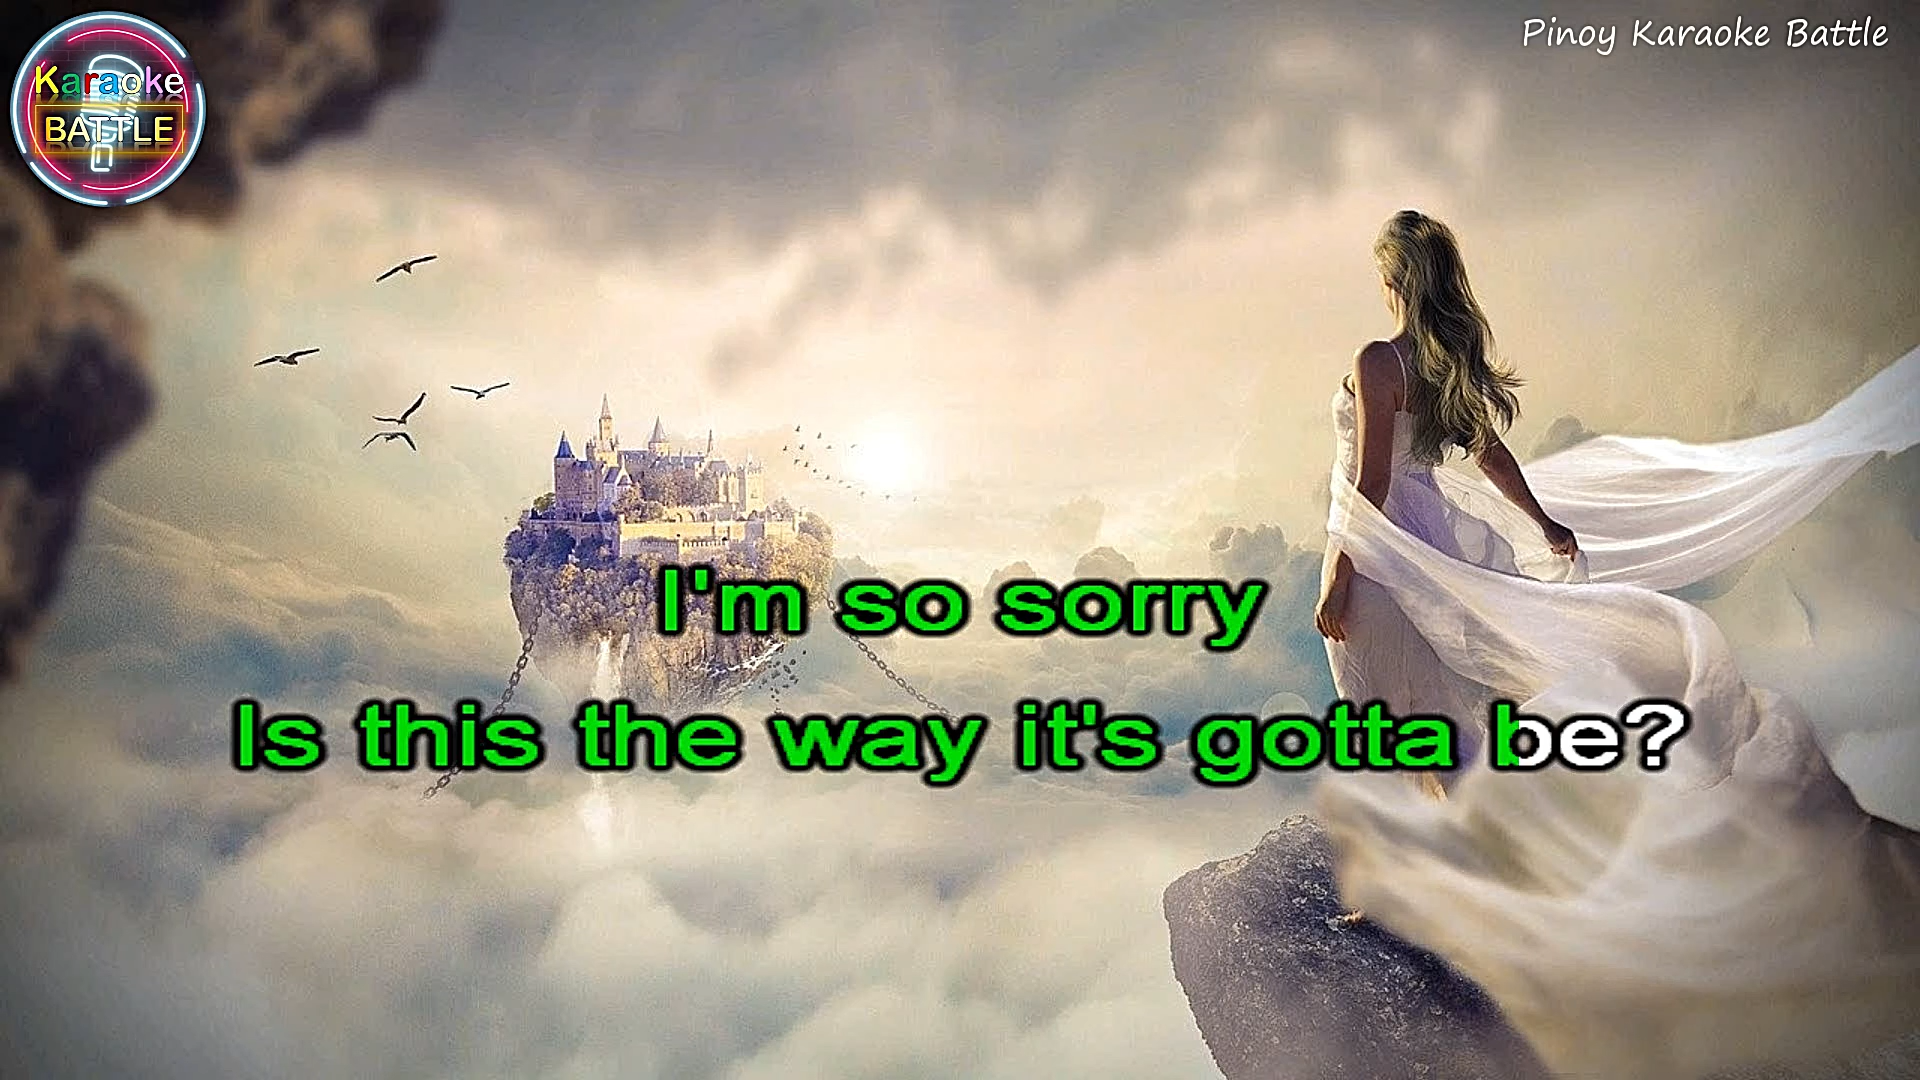 Karaoke
BATTLE
Pinoy Karaoke Battle
I'm so sorry
Is this the way it's gotta be?